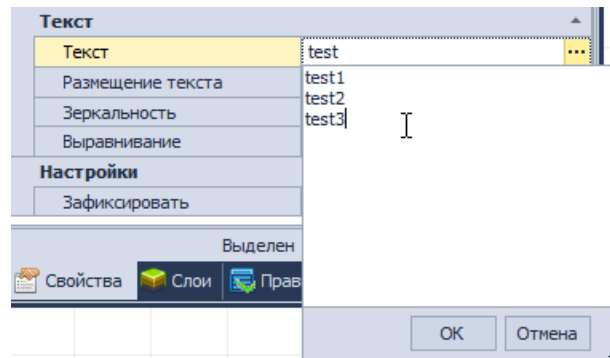 Текст
Текст test ...
test1
Размещение текста
test2
Зеркальность
test3
Выравнивание
Настройки
Зафиксировать
Выделен
Свойства Слои Прав
OK Отмена